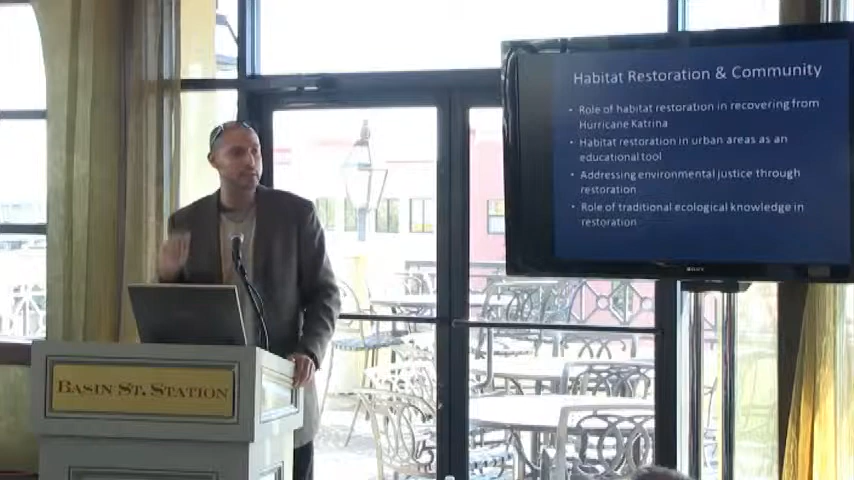 Habitat Restoration & Community
• Role of habitat restoration in recovering from
Hurricane Katrina
• Habitat restoration in urban areas as an
educational tool
• Addressing environmental justice through
restoration
• Role of traditional ecological knowledge in
restoration
SONY
BASIN ST. STATION